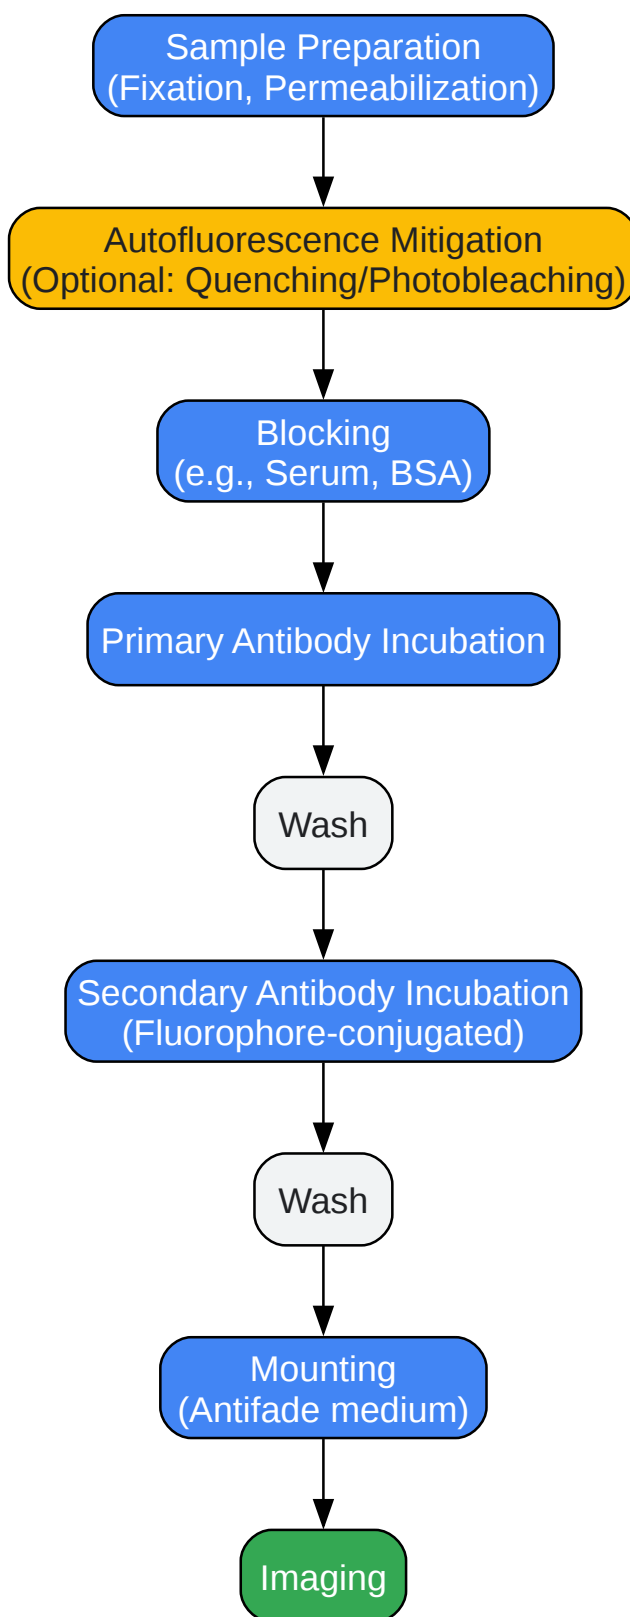 Sample Preparation
(Fixation, Permeabilization)
Autofluorescence Mitigation
(Optional: Quenching/Photobleaching)
Blocking
(e.g., Serum, BSA)
Primary Antibody Incubation
Wash
Secondary Antibody Incubation
(Fluorophore-conjugated)
Wash
Mounting
(Antifade medium)
Imaging